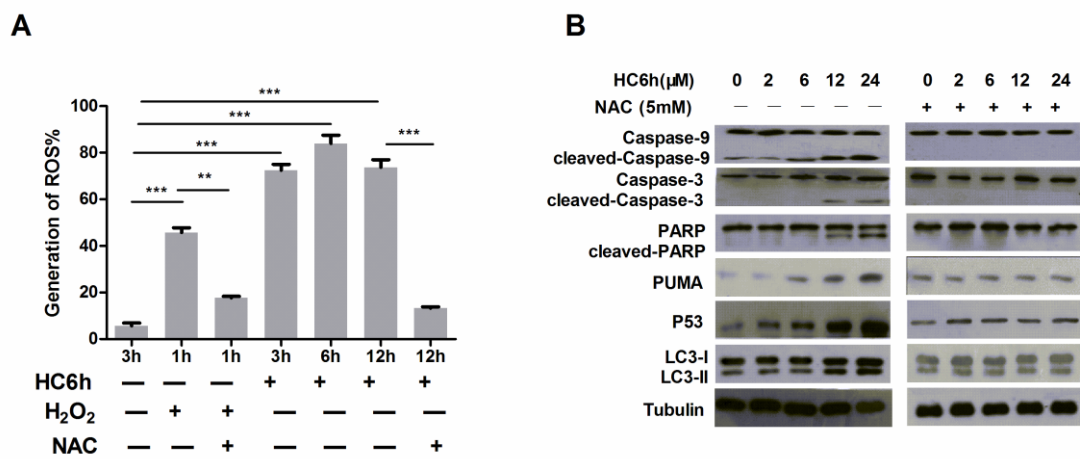 A
B
***
***
***
***
***
**
100
80
60
40
20
0
Generation of ROS%
3h 1h 1h 3h 6h 12h 12h
HC6h — — — + + + +
H₂O₂ — + + — — — —
NAC — — + — — — +
HC6h(μM) 0 2 6 12 24 0 2 6 12 24
NAC (5mM) — — — — — + + + + +
Caspase-9
cleaved-Caspase-9
Caspase-3
cleaved-Caspase-3
PARP
cleaved-PARP
PUMA
P53
LC3-I
LC3-II
Tubulin